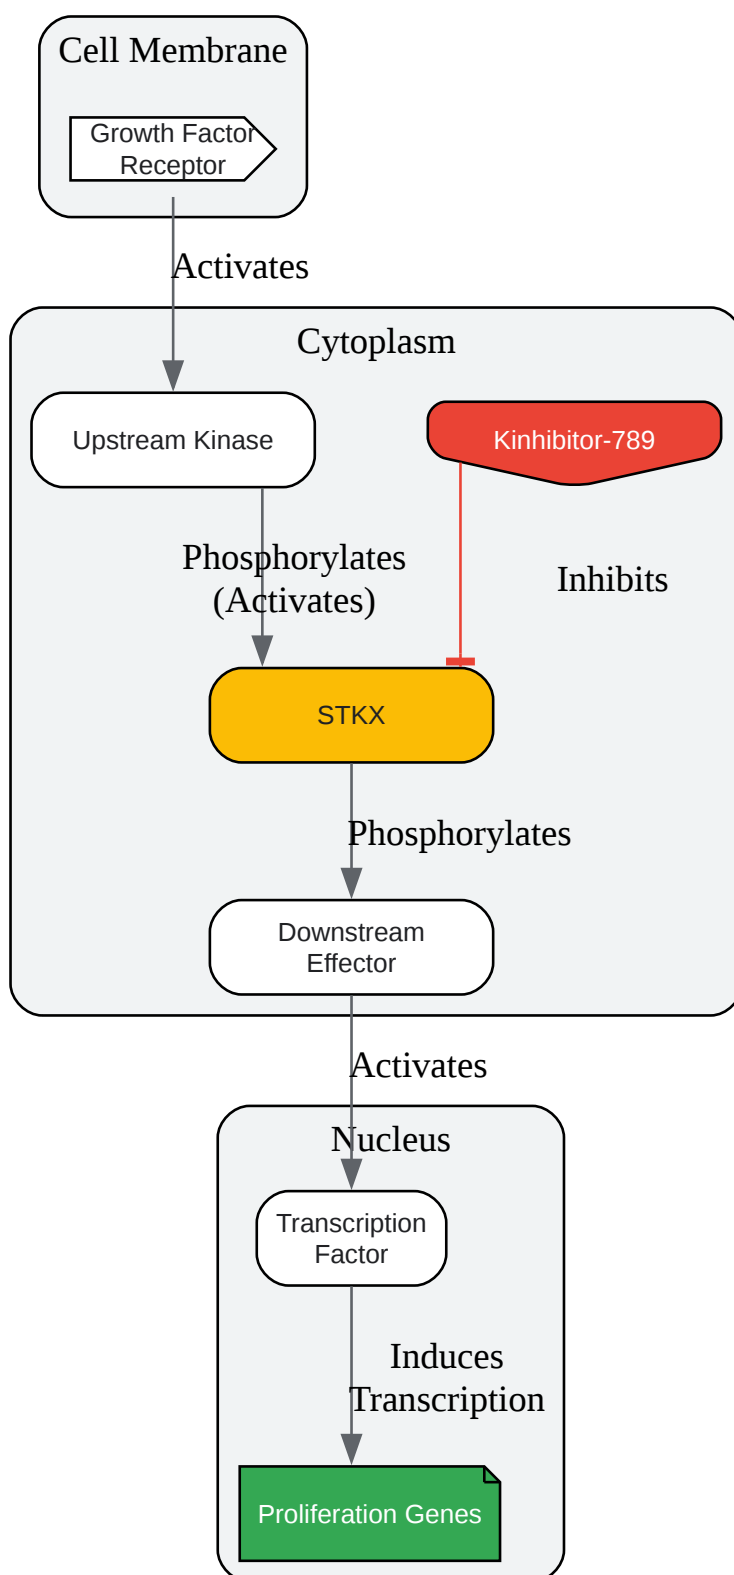 Cell Membrane
Growth Factor
Receptor
Activates
Cytoplasm
Upstream Kinase
Kinhibitor-789
Phosphorylates
(Activates)
Inhibits
STKX
Phosphorylates
Downstream
Effector
Activates
Nucleus
Transcription
Factor
Induces
Transcription
Proliferation Genes